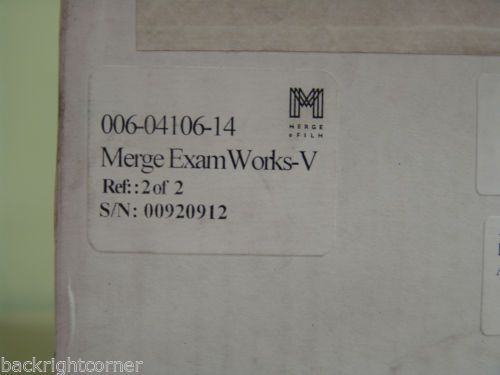 006-04106-14
MERGE
eFILM
Merge ExamWorks-V
Ref::2 of 2
S/N: 00920912
backrightcorner